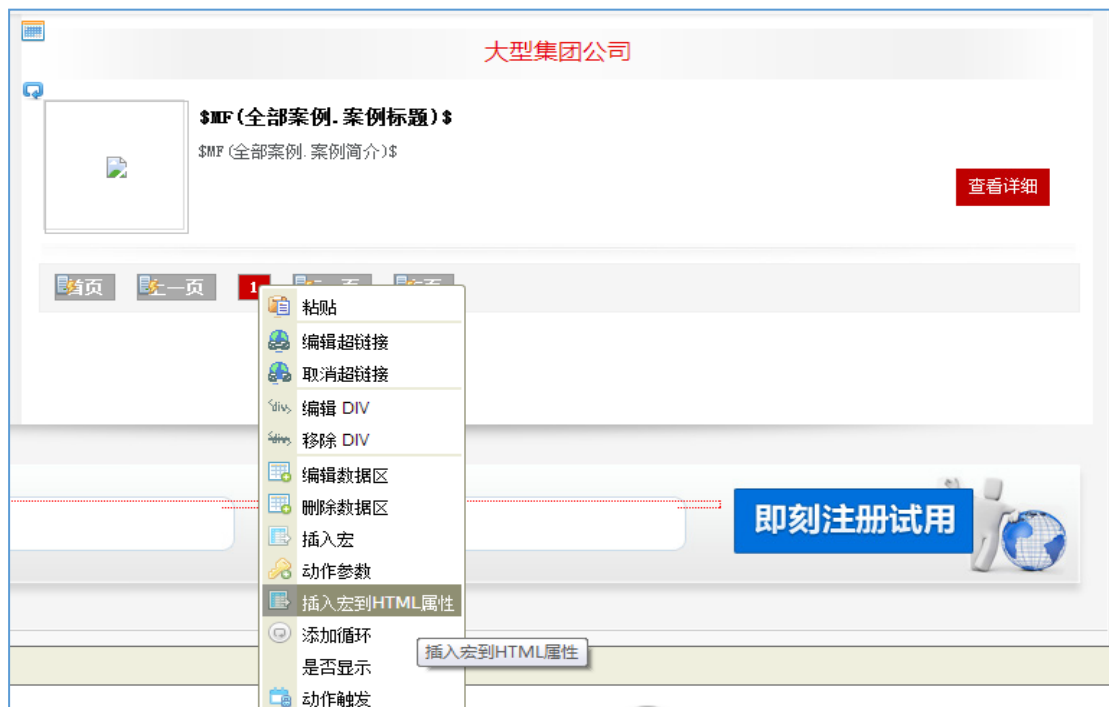 大型集团公司
$MF(全部案例.案例标题)$
$MF(全部案例.案例简介)$
查看详细
首页 上一页 1 下一页
粘贴
编辑超链接
取消超链接
编辑 DIV
移除 DIV
编辑数据区
删除数据区
插入宏
动作参数
插入宏到HTML属性
添加循环
插入宏到HTML属性
是否显示
动作触发
即刻注册试用